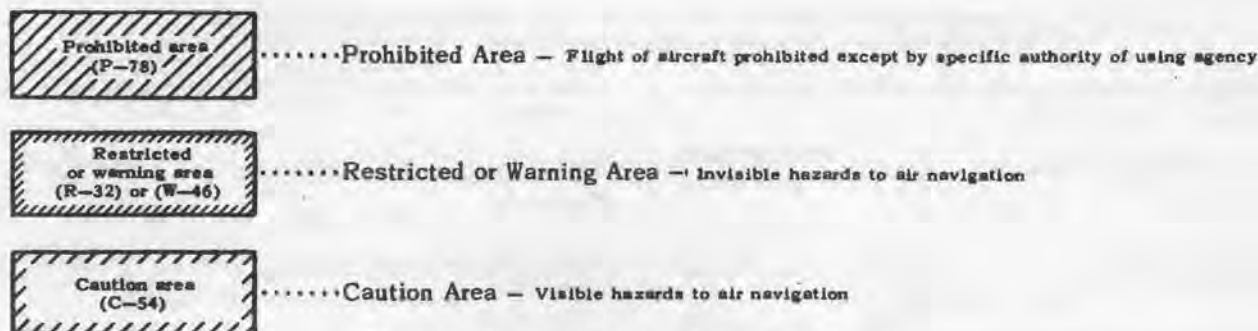 Prohibited area
(P—78)
......Prohibited Area — Flight of aircraft prohibited except by specific authority of using agency
Restricted
or warning area
(R—32) or (W—46)
......Restricted or Warning Area — Invisible hazards to air navigation
Caution area
(C—54)
......Caution Area — Visible hazards to air navigation